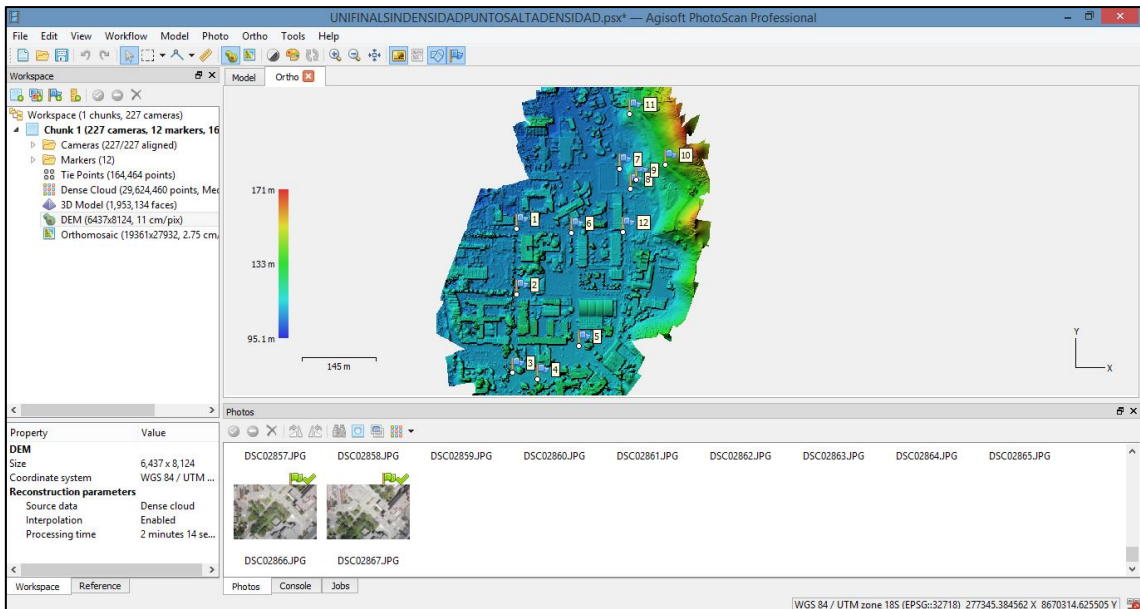 UNIFINALSINDENSIDADPUNTOSALTADENSIDAD.psx* — Agisoft PhotoScan Professional
File Edit View Workflow Model Photo Ortho Tools Help
Workspace
Workspace (1 chunks, 227 cameras)
Chunk 1 (227 cameras, 12 markers, 16
Cameras (227/227 aligned)
Markers (12)
Tie Points (164,464 points)
Dense Cloud (29,624,460 points, Med
3D Model (1,953,134 faces)
DEM (6437x8124, 11 cm/pix)
Orthomosaic (19361x27932, 2.75 cm/
Property Value
DEM
Size 6,437 x 8,124
Coordinate system WGS 84 / UTM ...
Reconstruction parameters
Source data Dense cloud
Interpolation Enabled
Processing time 2 minutes 14 se...
Workspace Reference
Model Ortho
11
7
10
9
8
171 m
1
6
12
133 m
2
95.1 m
5
145 m
3
4
Y
X
Photos
DSC02857.JPG DSC02858.JPG DSC02859.JPG DSC02860.JPG DSC02861.JPG DSC02862.JPG DSC02863.JPG DSC02864.JPG DSC02865.JPG
DSC02866.JPG DSC02867.JPG
Photos Console Jobs
WGS 84 / UTM zone 18S (EPSG::32718) 277345.384562 X 8670314.625505 Y